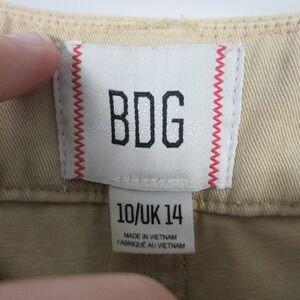 BDG
10/UK 14
MADE IN VIETNAM
FABRIQUÉ AU VIETNAM